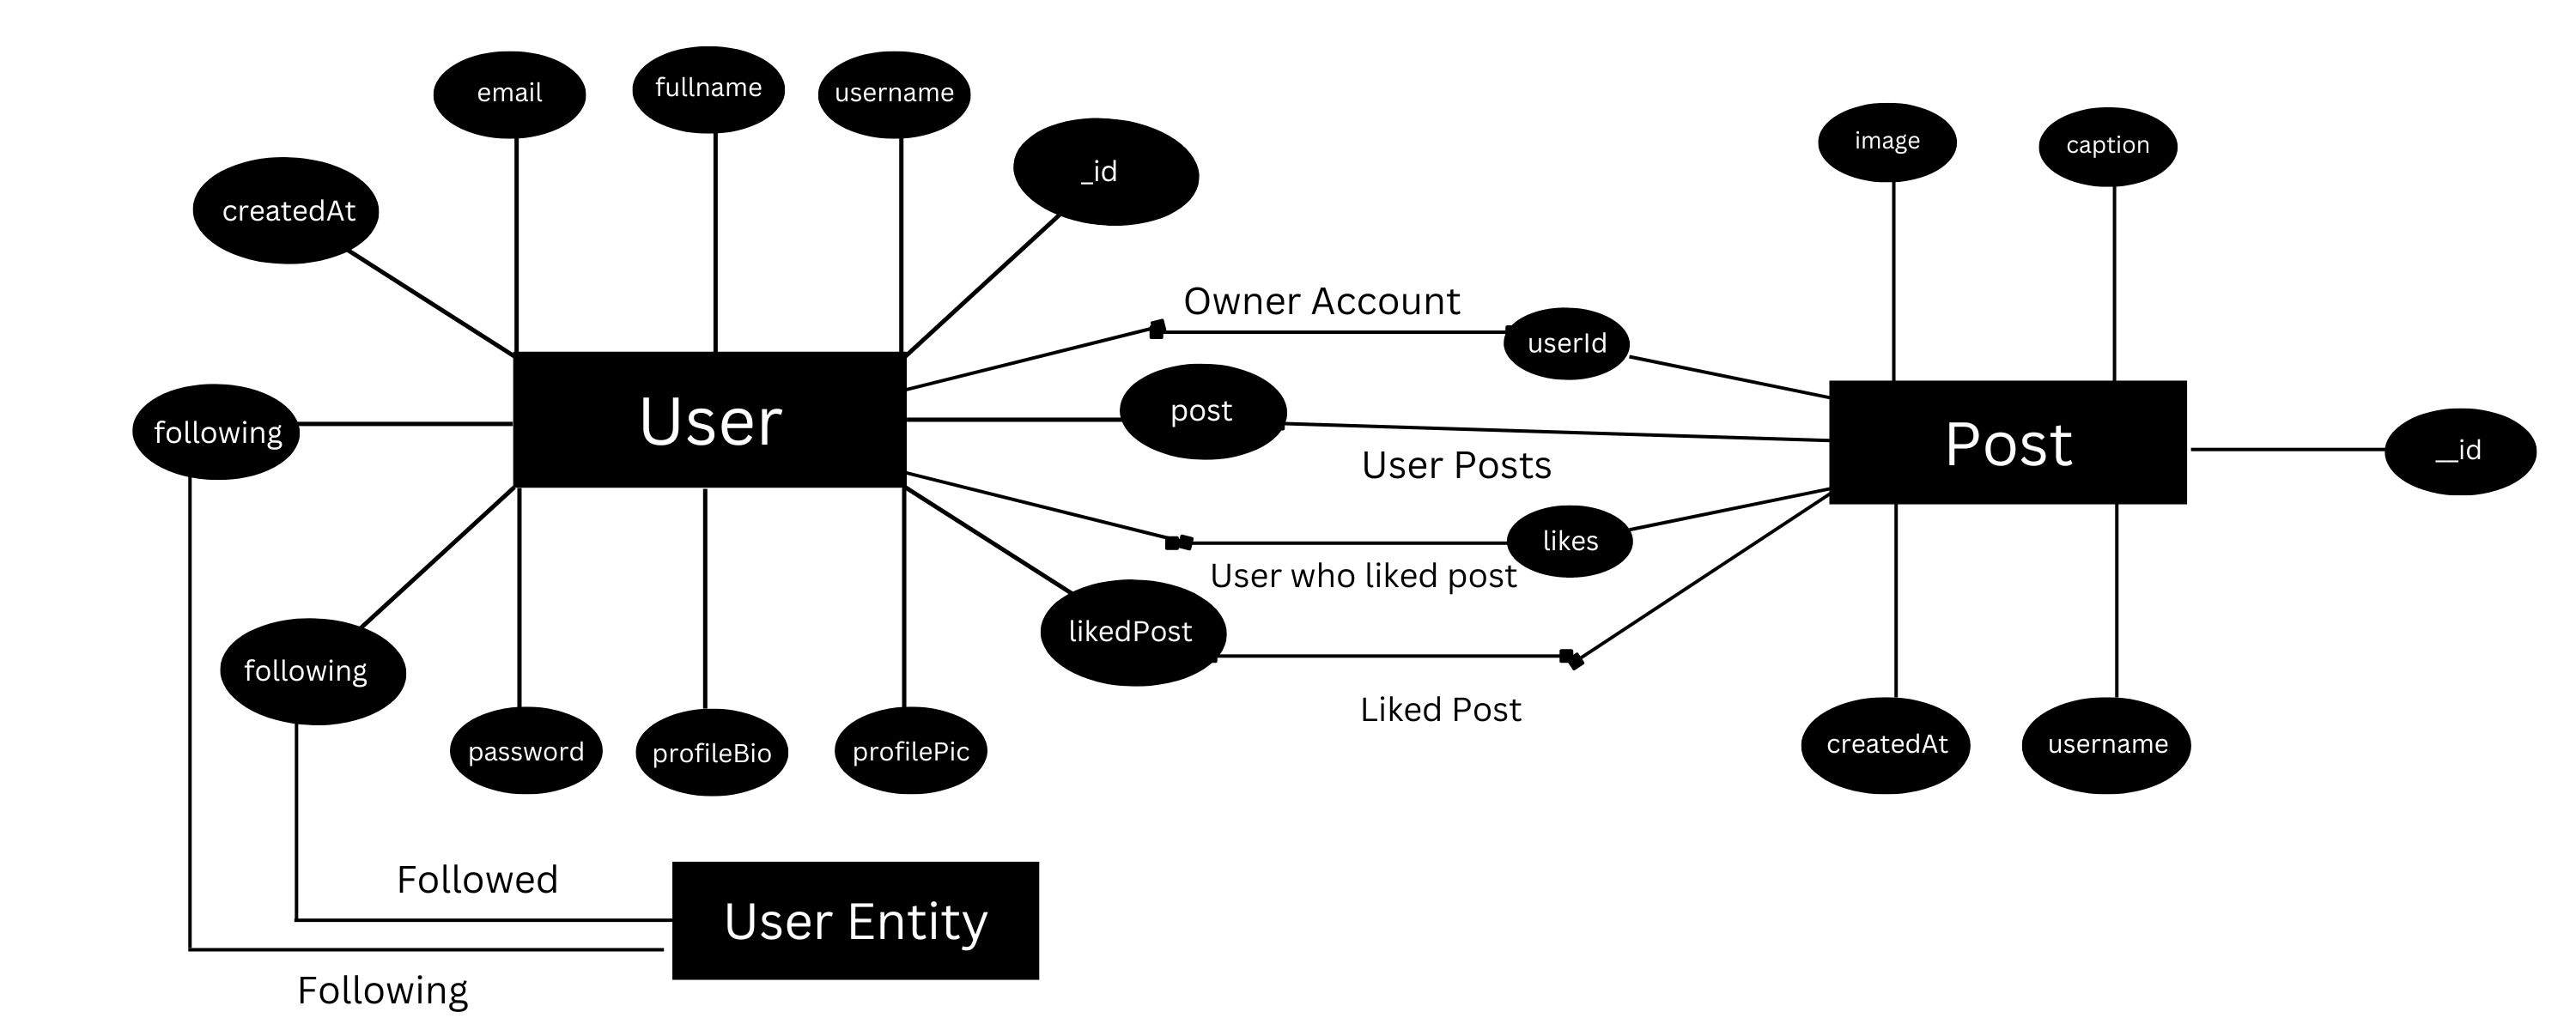 email
fullname
username
_id
createdAt
image
caption
Owner Account
userId
following
User
post
User Posts
Post
__id
likes
User who liked post
likedPost
following
Liked Post
password
profileBio
profilePic
createdAt
username
Followed
User Entity
Following